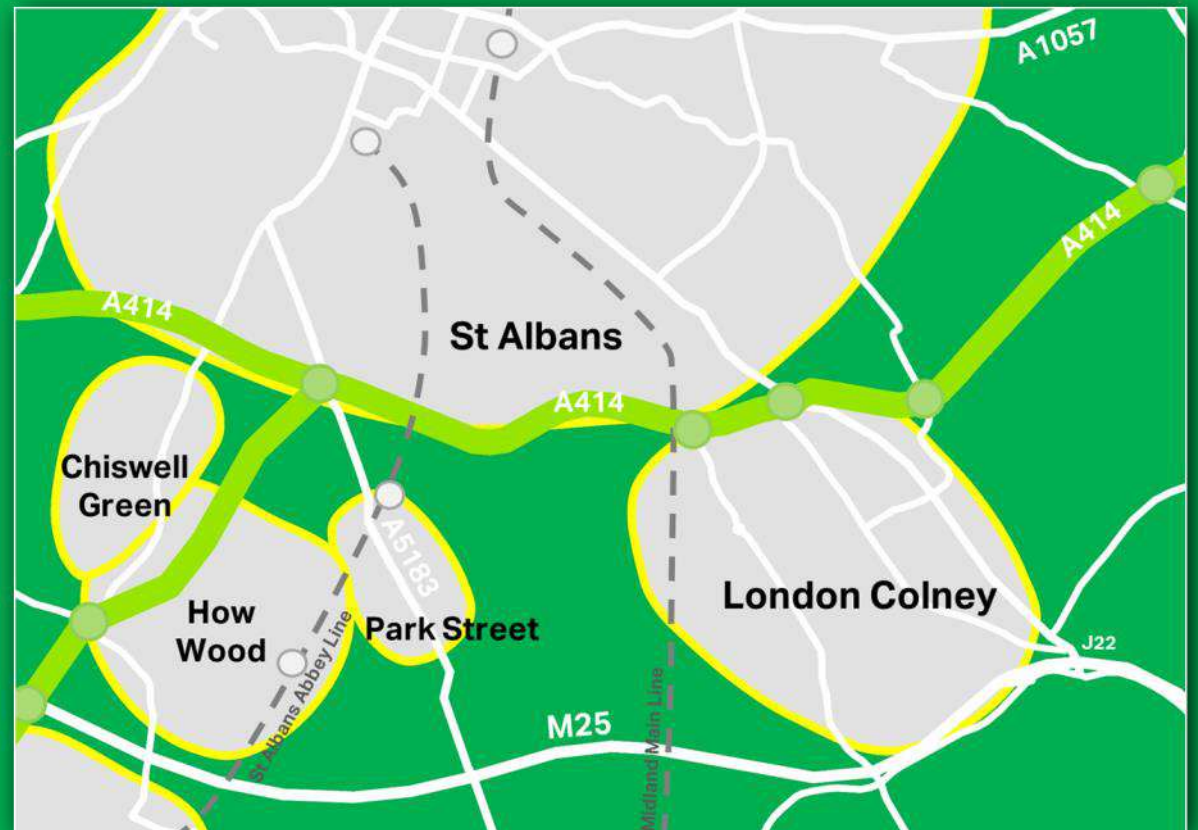 A1057
A414
A414
St Albans
A414
Chiswell
Green
A5183
How
Wood
Park Street
London Colney
J22
St Albans Abbey Line
Midland Main Line
M25